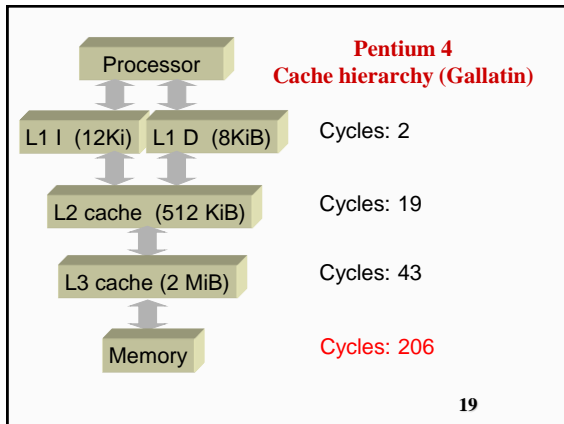 Pentium 4
Cache hierarchy (Gallatin)
Processor
L1 I (12Ki)
L1 D (8KiB)
Cycles: 2
L2 cache (512 KiB)
Cycles: 19
L3 cache (2 MiB)
Cycles: 43
Memory
Cycles: 206
19